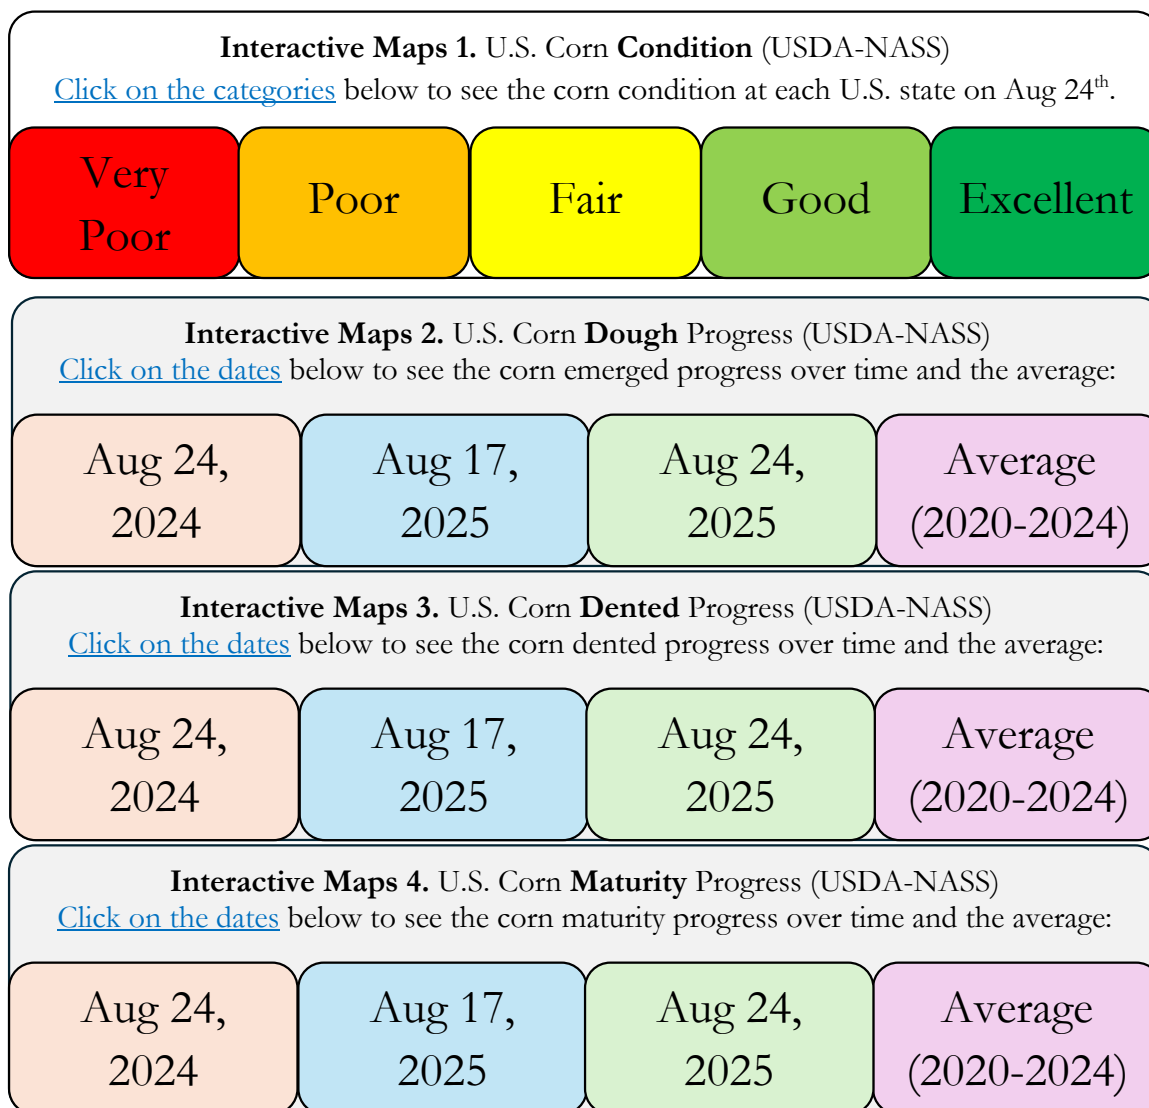 Interactive Maps 1. U.S. Corn Condition (USDA-NASS)
Click on the categories below to see the corn condition at each U.S. state on Aug 24th.
Very
Poor
Poor
Fair
Good
Excellent
Interactive Maps 2. U.S. Corn Dough Progress (USDA-NASS)
Click on the dates below to see the corn emerged progress over time and the average:
Aug 24,
2024
Aug 17,
2025
Aug 24,
2025
Average
(2020-2024)
Interactive Maps 3. U.S. Corn Dented Progress (USDA-NASS)
Click on the dates below to see the corn dented progress over time and the average:
Aug 24,
2024
Aug 17,
2025
Aug 24,
2025
Average
(2020-2024)
Interactive Maps 4. U.S. Corn Maturity Progress (USDA-NASS)
Click on the dates below to see the corn maturity progress over time and the average:
Aug 24,
2024
Aug 17,
2025
Aug 24,
2025
Average
(2020-2024)